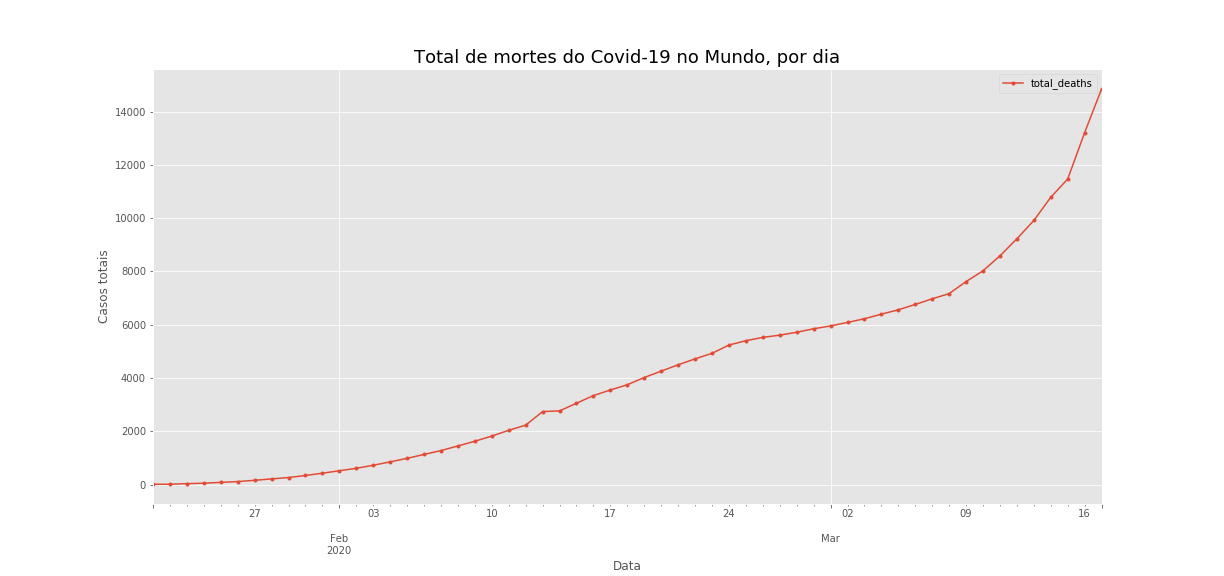 Total de mortes do Covid-19 no Mundo, por dia
total_deaths
14000
12000
10000
8000
6000
4000
2000
0
Casos totais
27 03 10 17 24 02 09 16
Feb Mar
2020
Data